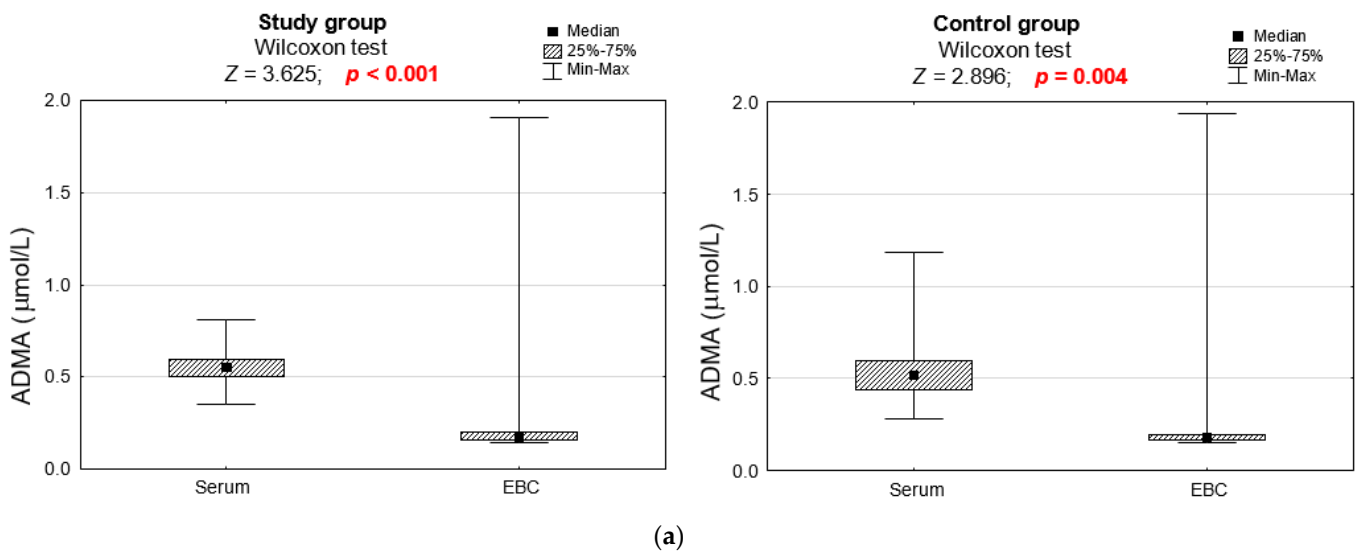 Study group
Wilcoxon test
Z = 3.625; p < 0.001
Median
25%-75%
Min-Max
2.0
1.5
1.0
0.5
0.0
ADMA ( µmol/L)
Serum EBC
Control group
Wilcoxon test
Z = 2.896; p = 0.004
Median
25%-75%
Min-Max
2.0
1.5
1.0
0.5
0.0
ADMA (µmol/L)
Serum EBC
(a)